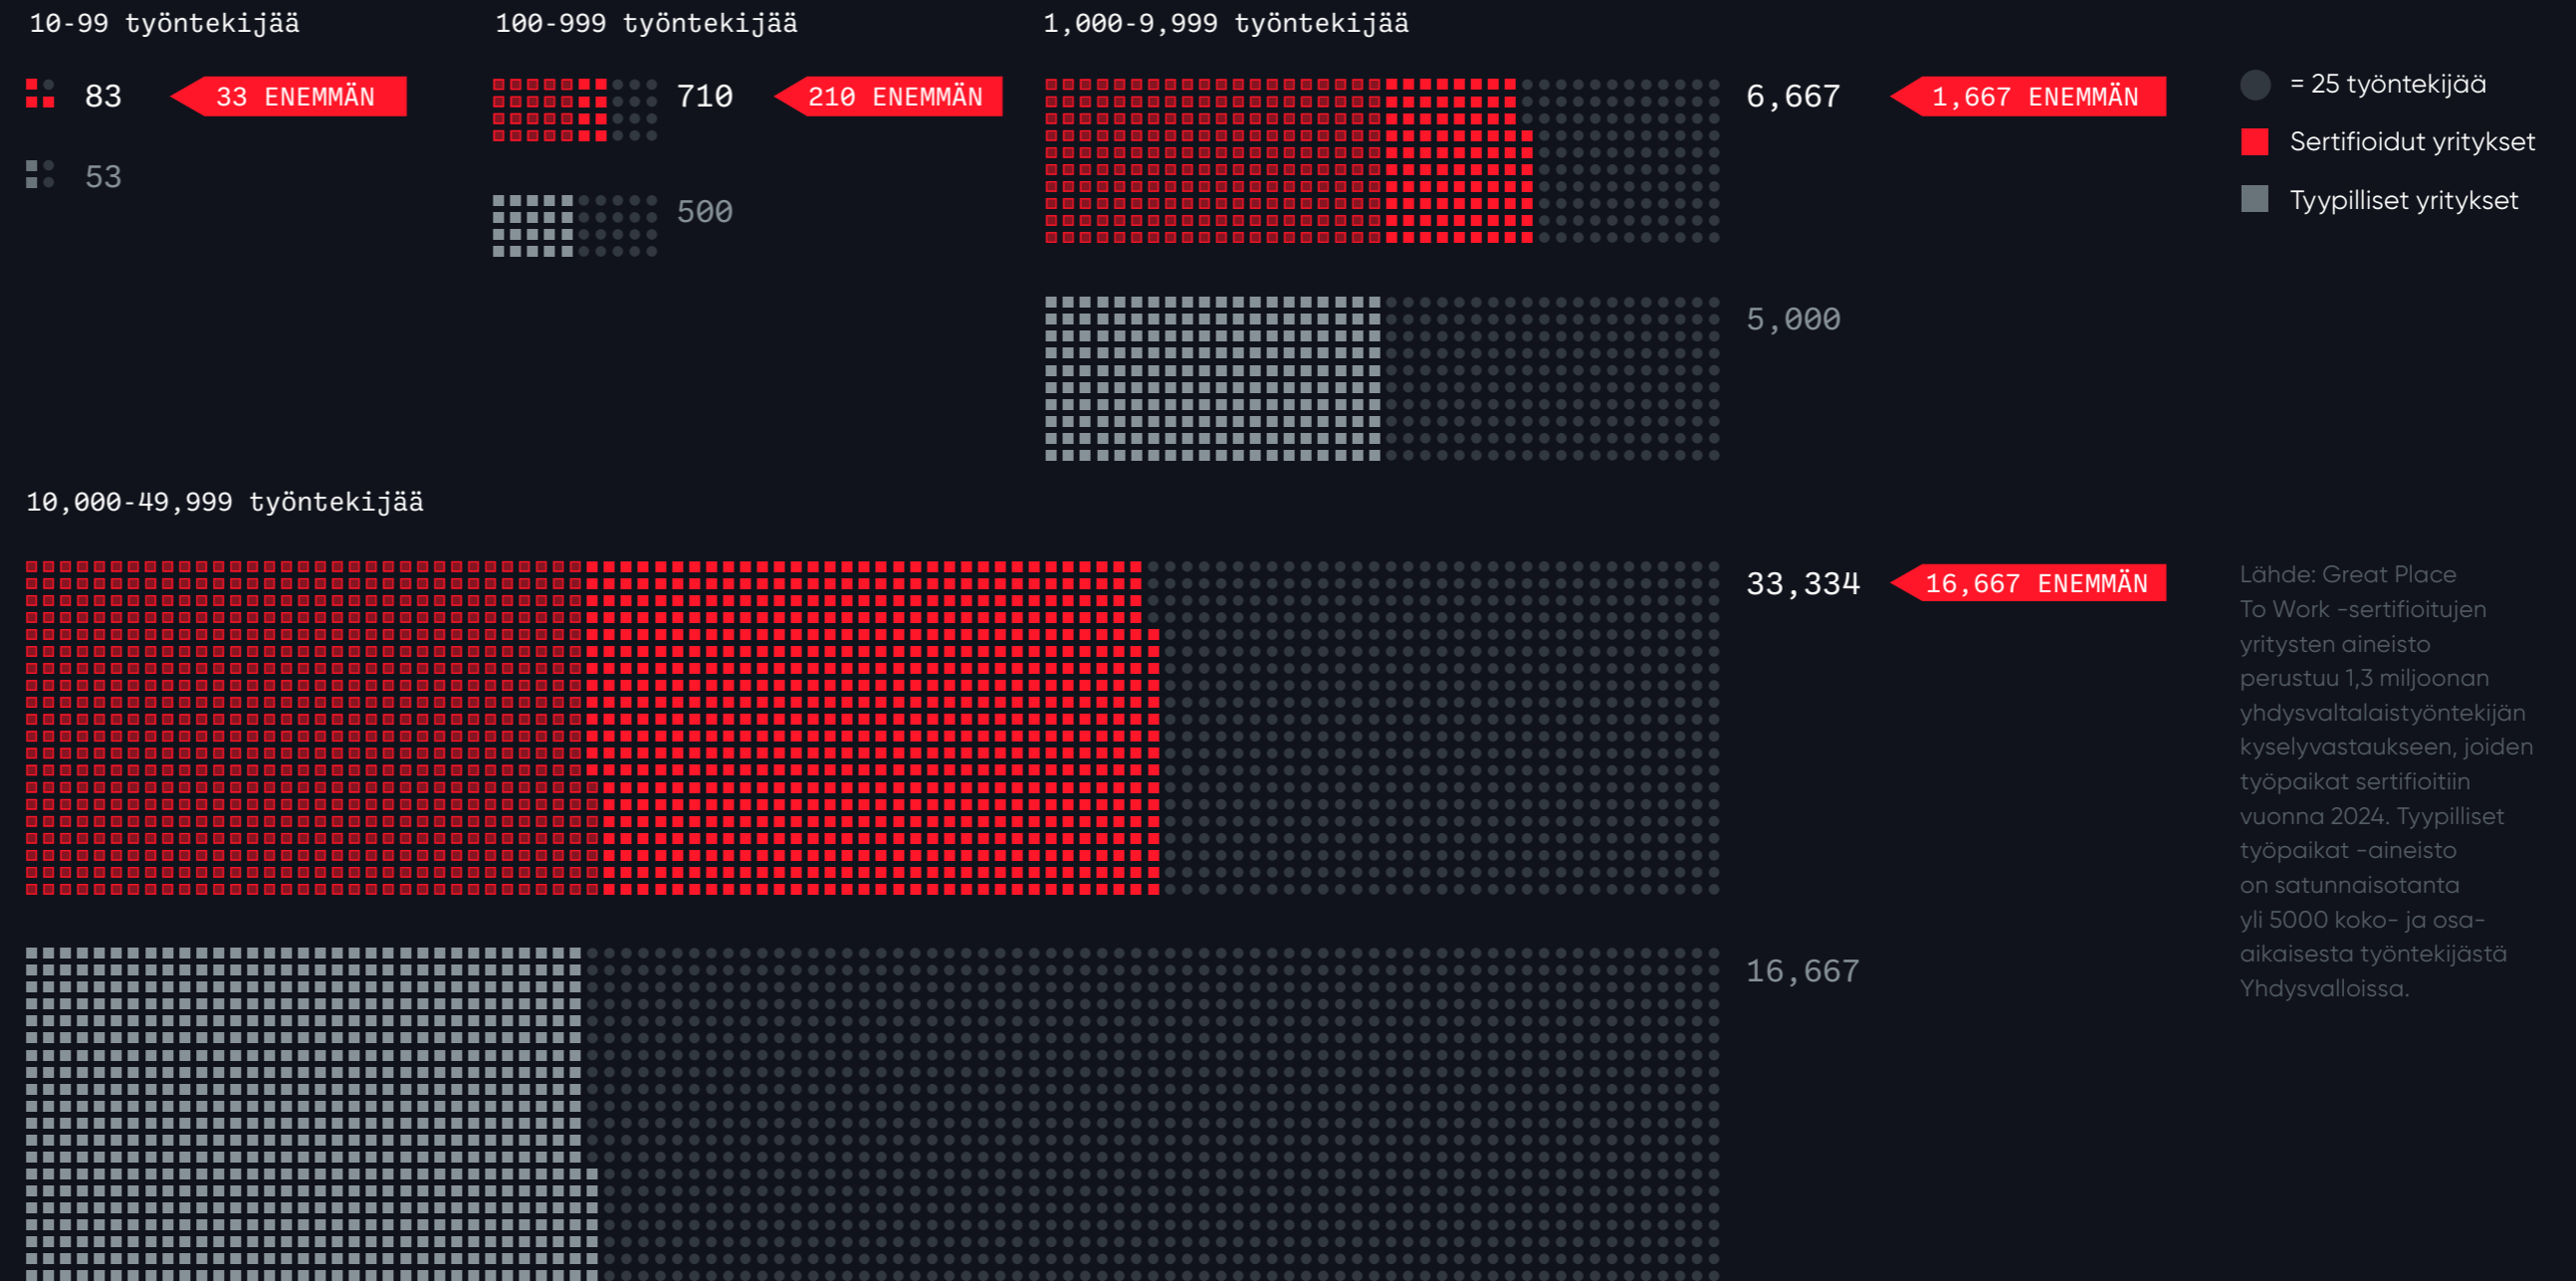 10-99 työntekijää
83
33 ENEMMÄN
53
100-999 työntekijää
710
210 ENEMMÄN
500
1,000-9,999 työntekijää
6,667
1,667 ENEMMÄN
5,000
= 25 työntekijää
Sertifioidut yritykset
Tyypilliset yritykset
10,000-49,999 työntekijää
33,334
16,667 ENEMMÄN
16,667
Lähde: Great Place
To Work -sertifioitujen
yritysten aineisto
perustuu 1,3 miljoonan
yhdysvaltalaistyöntekijän
kyselyvastaukseen, joiden
työpaikat sertifioitiin
vuonna 2024. Tyypilliset
työpaikat -aineisto
on satunnaisotanta
yli 5000 koko- ja osa-
aikaisesta työntekijästä
Yhdysvalloissa.